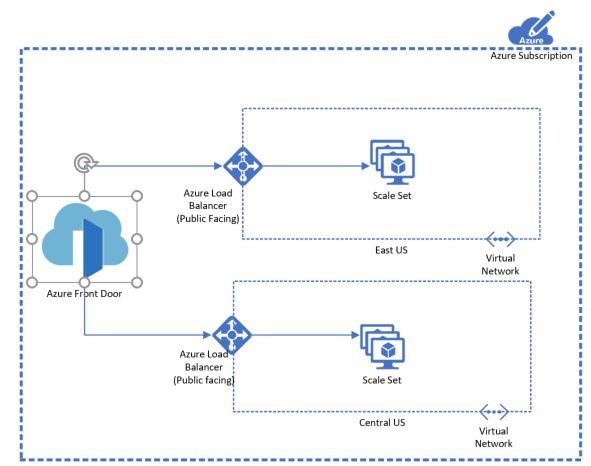 Azure
Azure Subscription
Azure Load
Balancer
(Public Facing)
Scale Set
East US
Virtual
Network
Azure Front Door
Azure Load
Balancer
(Public facing)
Scale Set
Central US
Virtual
Network